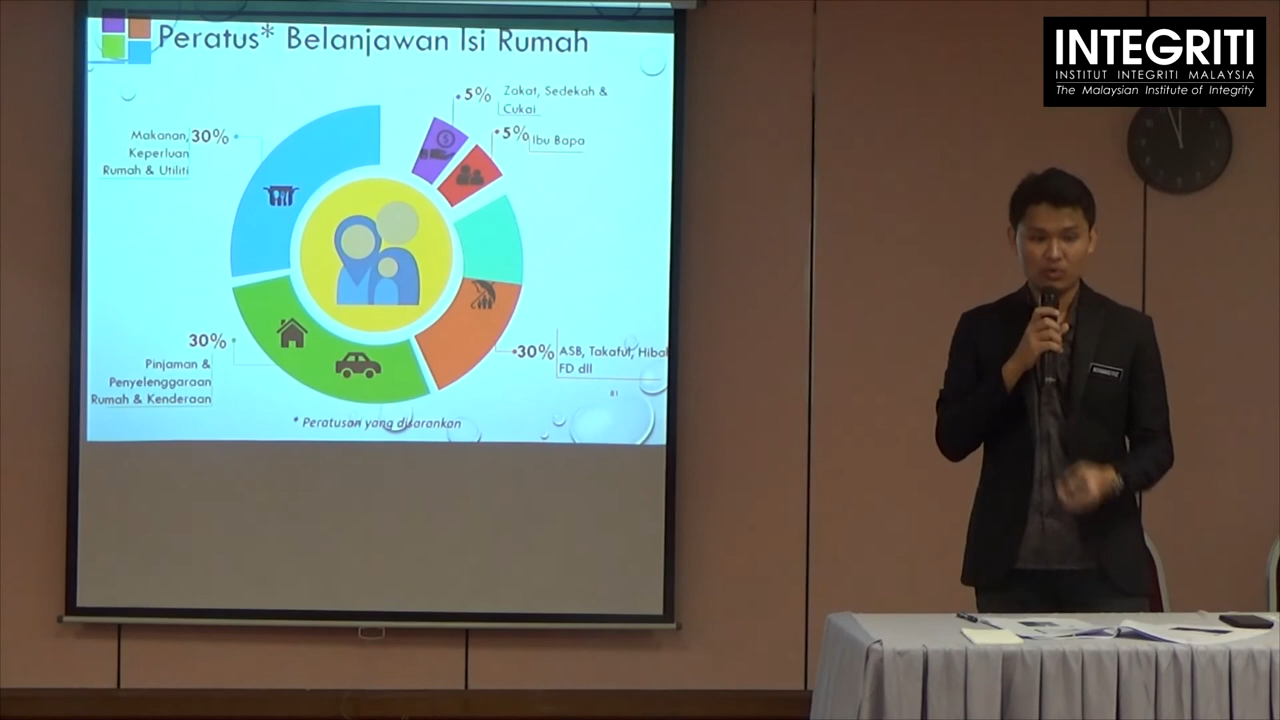 Peratus* Belanjawan Isi Rumah
5%
Zakat, Sedekah &
Cukai
5%
Ibu Bapa
Makanan,
Keperluan
Rumah & Utiliti
30%
30%
Pinjaman &
Penyelenggaraan
Rumah & Kenderaan
30%
ASB, Takaful, Hibah
FD dll
81
* Peratusan yang disarankan
INTEGRITI
INSTITUT INTEGRITI MALAYSIA
The Malaysian Institute of Integrity